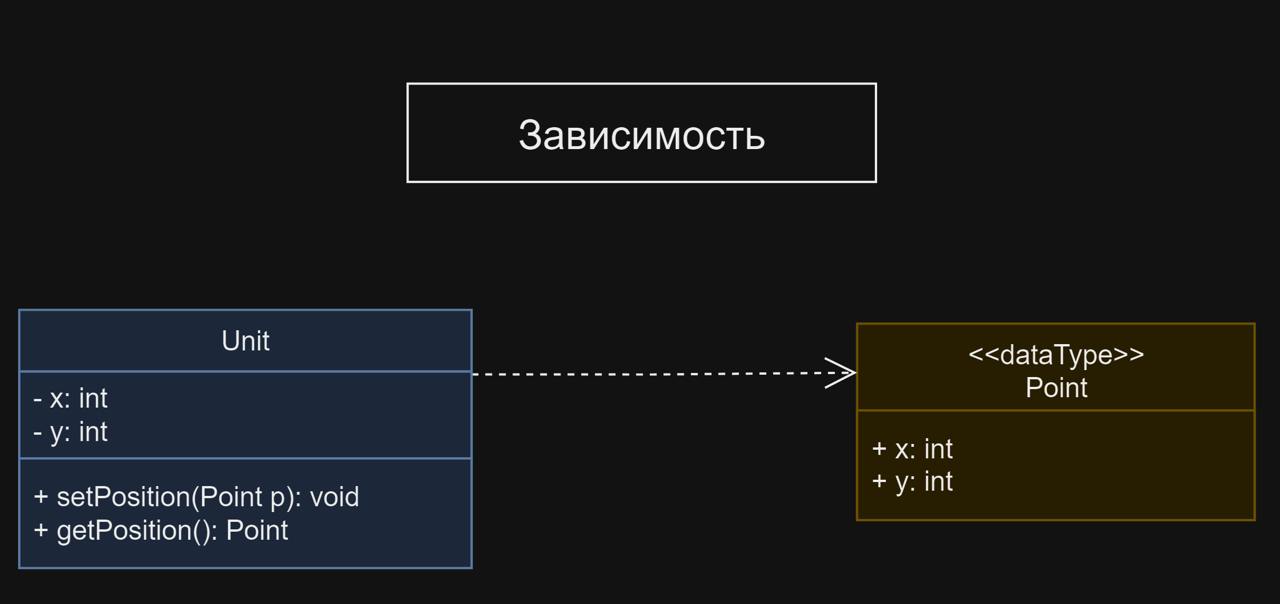 Зависимость
Unit
- x: int
- y: int
+ setPosition(Point p): void
+ getPosition(): Point
<<dataType>>
Point
+ x: int
+ y: int